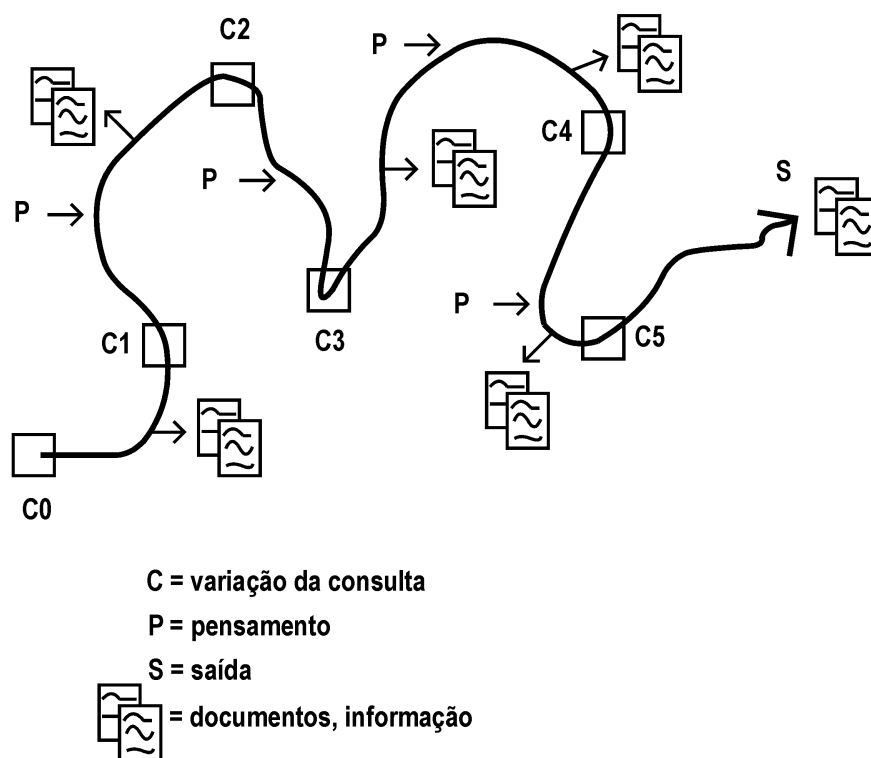 C2
P
C4
P
S
P
C1
C3
P
C5
C0
C = variação da consulta
P = pensamento
S = saída
= documentos, informação